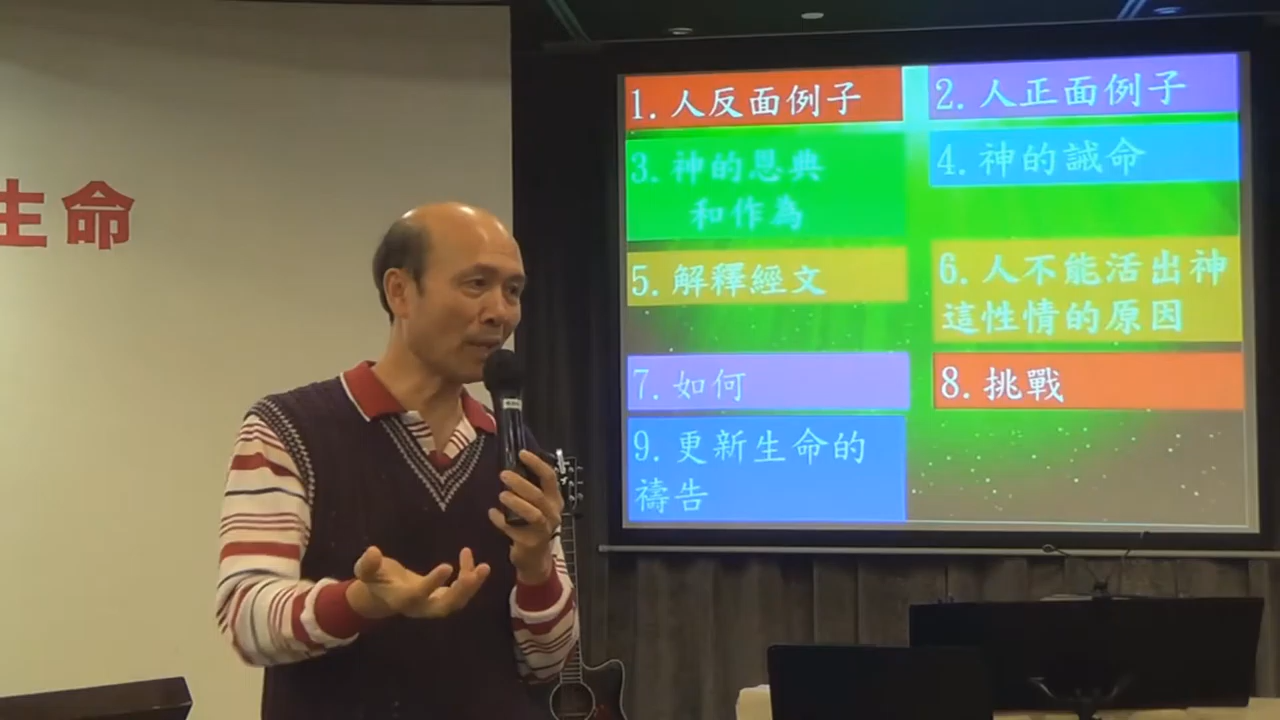 生命
1. 人反面例子
2. 人正面例子
3. 神的恩典
和作為
4. 神的誡命
5. 解釋經文
6. 人不能活出神
這性情的原因
7. 如何
8. 挑戰
9. 更新生命的
禱告